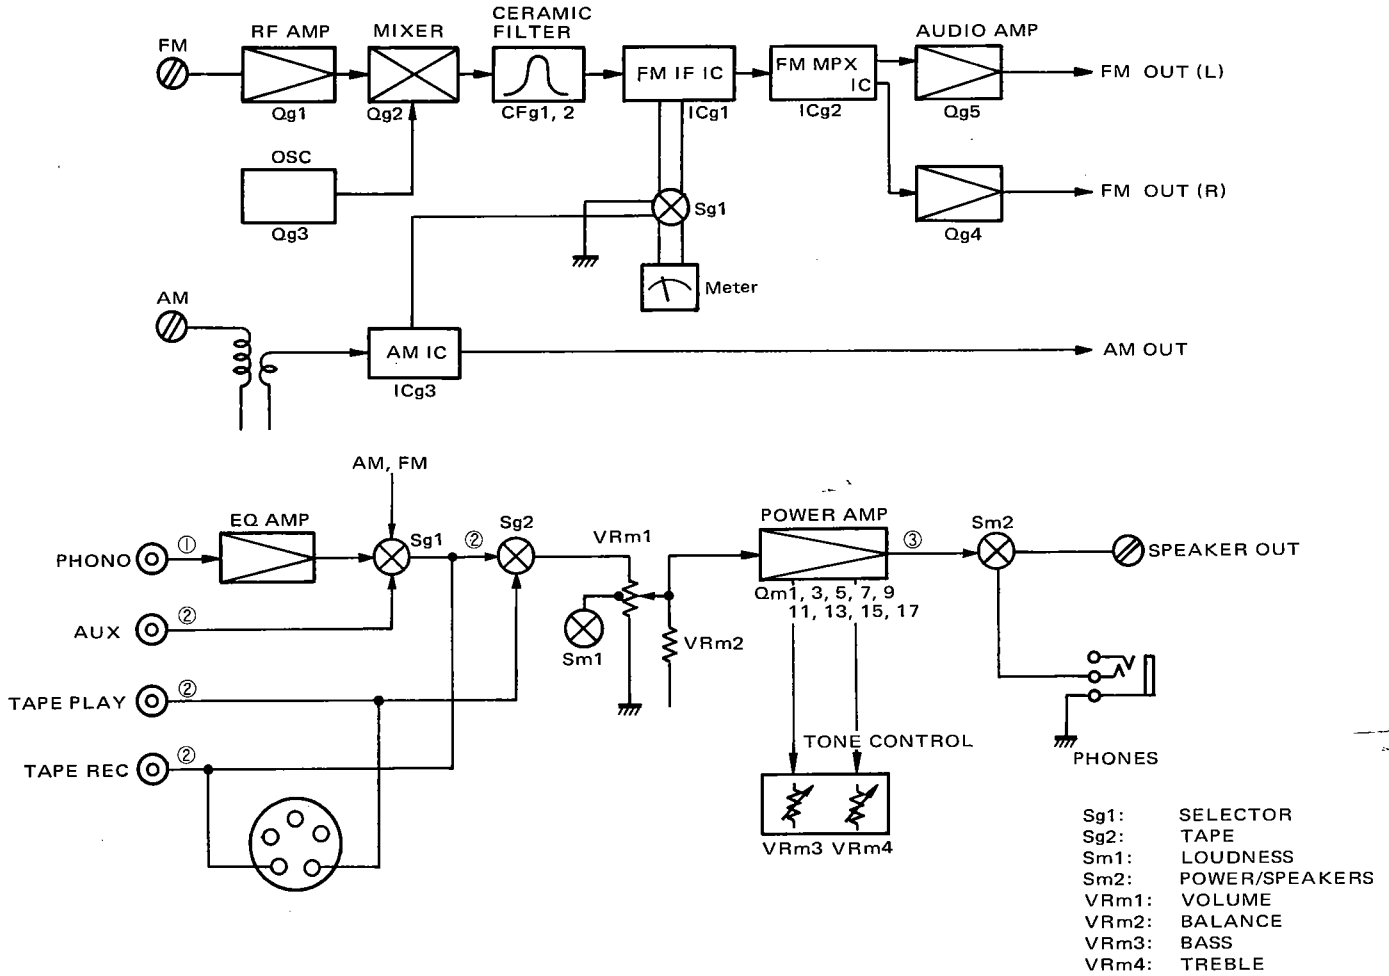 CERAMIC
FILTER
RF AMP
MIXER
AUDIO AMP
FM
FM IF IC
FM MPX
IC
FM OUT (L)
Qg1
Qg2
CFg1, 2
ICg1
ICg2
Qg5
OSC
FM OUT (R)
Qg3
Sg1
Qg4
Meter
AM
AM IC
AM OUT
ICg3
AM, FM
EQ AMP
Sg1
②
Sg2
VRm1
POWER AMP
③
Sm2
PHONO
①
SPEAKER OUT
Qm1, 3, 5, 7, 9
11, 13, 15, 17
AUX
②
Sm1
VRm2
TAPE PLAY
②
TONE CONTROL
TAPE REC
②
PHONES
VRm3 VRm4
Sg1: SELECTOR
Sg2: TAPE
Sm1: LOUDNESS
Sm2: POWER/SPEAKERS
VRm1: VOLUME
VRm2: BALANCE
VRm3: BASS
VRm4: TREBLE